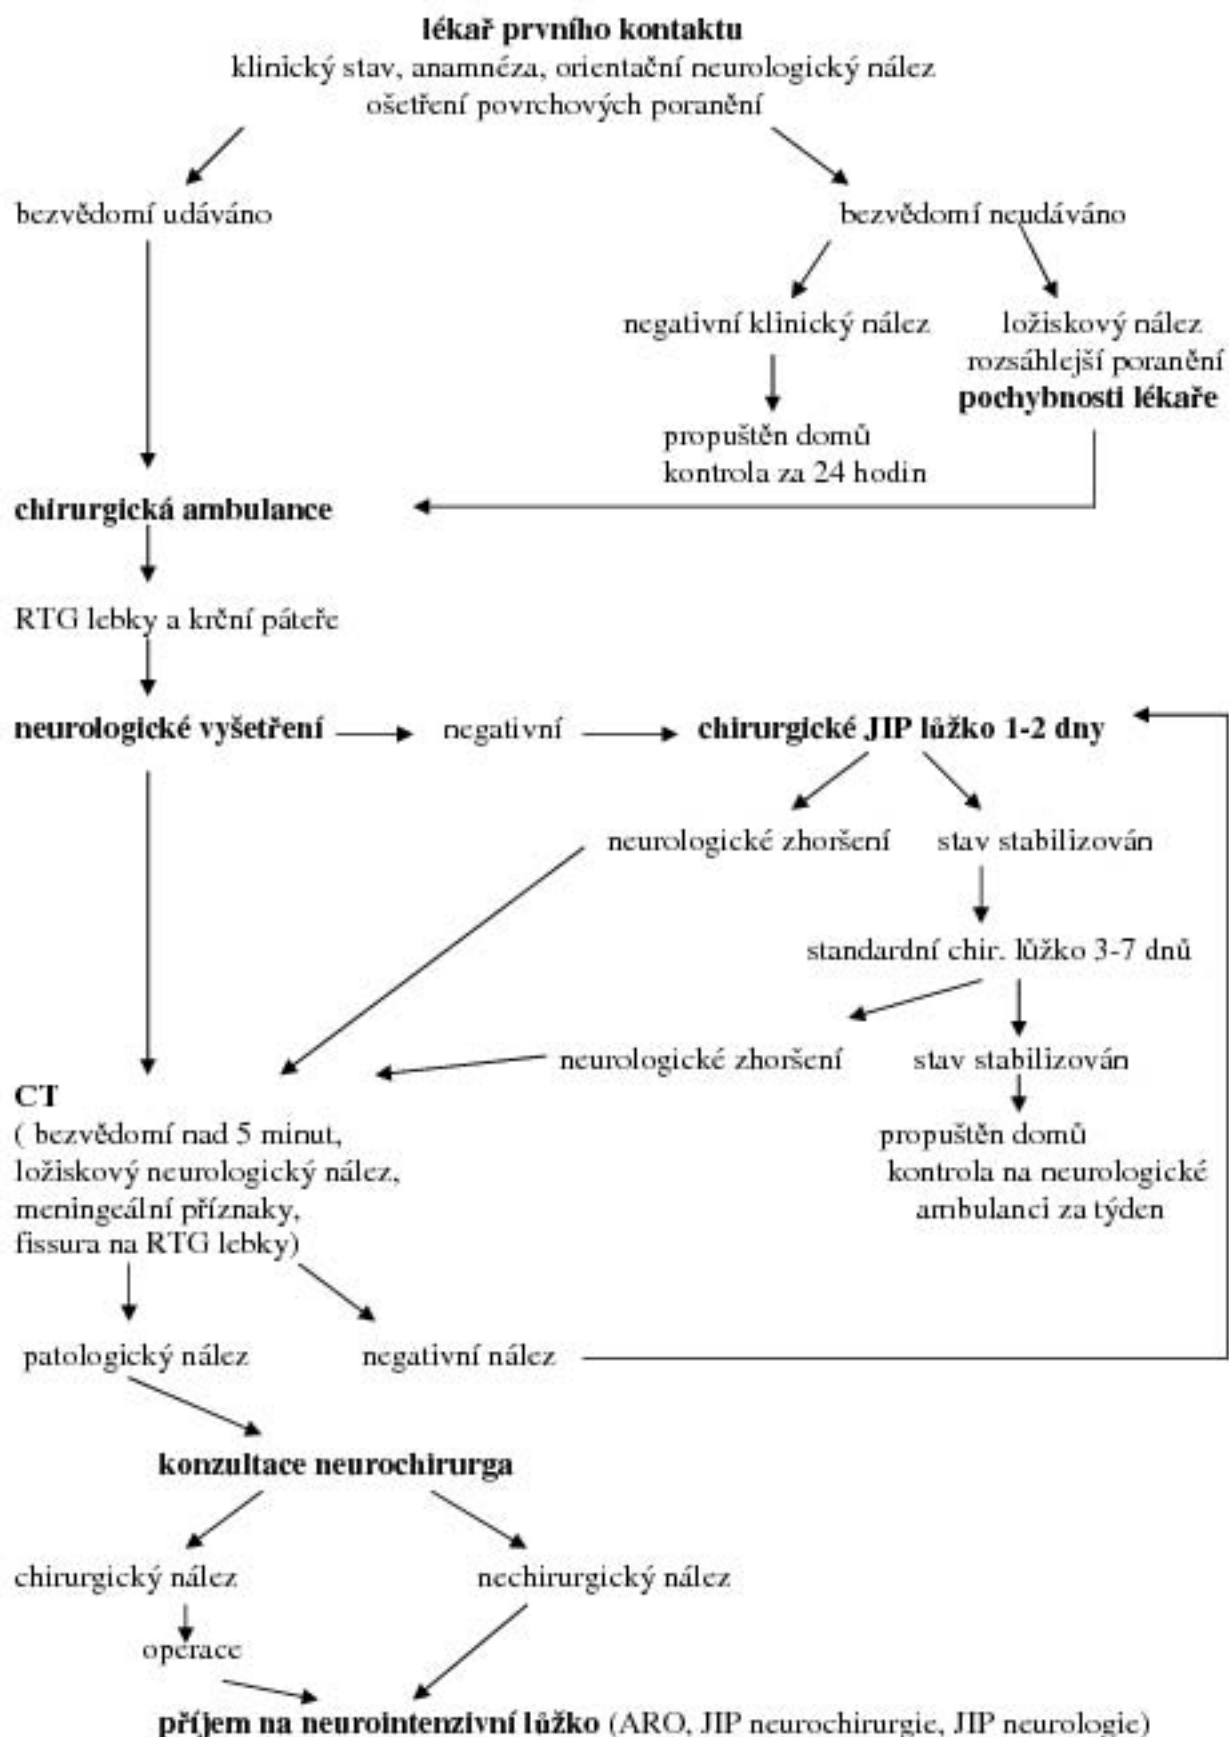 lékař prvního kontaktu
klinický stav, anamnéza, orientační neurologický nález
ošetření povrchových poranění
bezvědomí udáváno
bezvědomí neudáváno
negativní klinický nález
ložiskový nález
rozsáhlejší poranění
pochybnosti lékaře
propuštěn domů
kontrola za 24 hodin
chirurgická ambulance
RTG lebky a krční páteře
neurologické vyšetření
negativní
chirurgické JIP lůžko 1-2 dny
neurologické zhoršení
stav stabilizován
standardní chir. lůžko 3-7 dnů
neurologické zhoršení
stav stabilizován
CT
( bezvědomí nad 5 minut,
ložiskový neurologický nález,
meningeální příznaky,
fissura na RTG lebky)
propuštěn domů
kontrola na neurologické
ambulanci za týden
patologický nález
negativní nález
konzultace neurochirurga
chirurgický nález
nechirurgický nález
operace
příjem na neurointenzivní lůžko (ARO, JIP neurochirurgie, JIP neurologie)